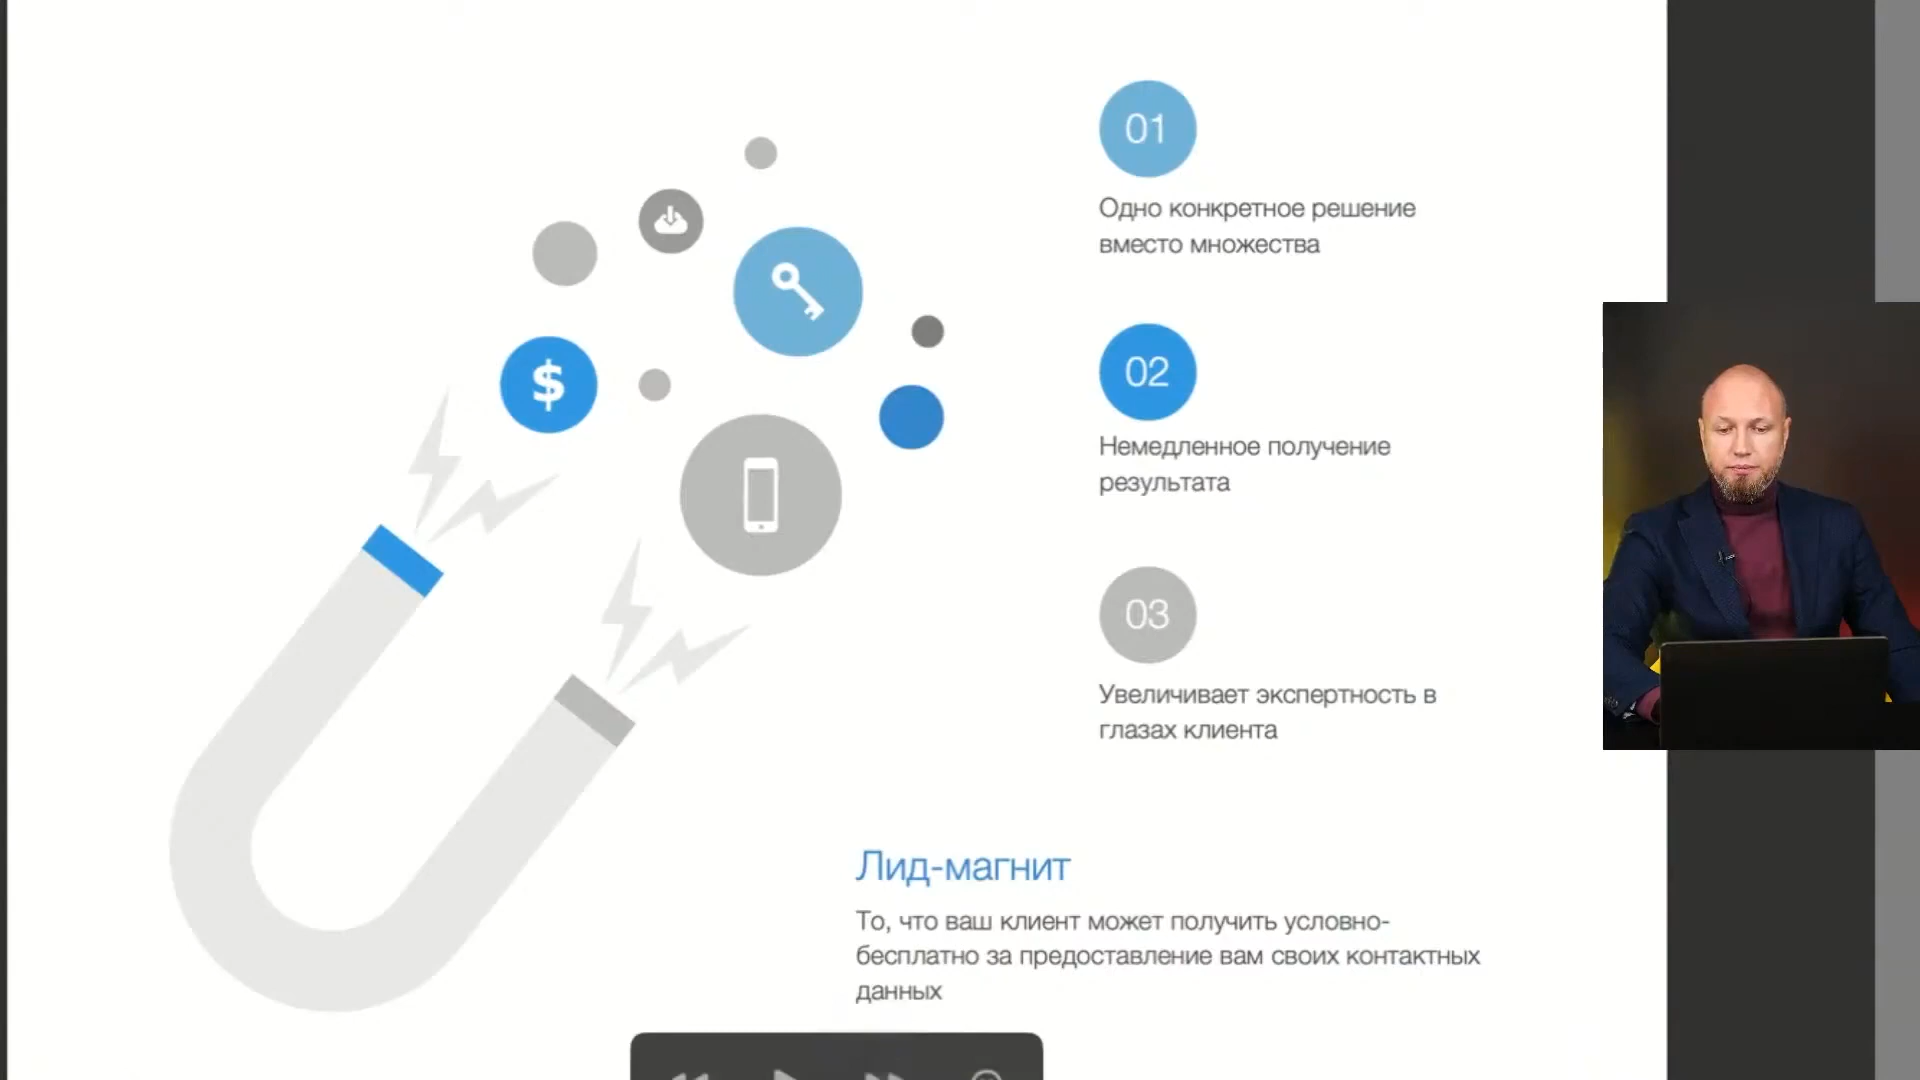 01
Одно конкретное решение
вместо множества
02
Немедленное получение
результата
03
Увеличивает экспертность в
глазах клиента
$
Лид-магнит
То, что ваш клиент может получить условно-
бесплатно за предоставление вам своих контактных
данных